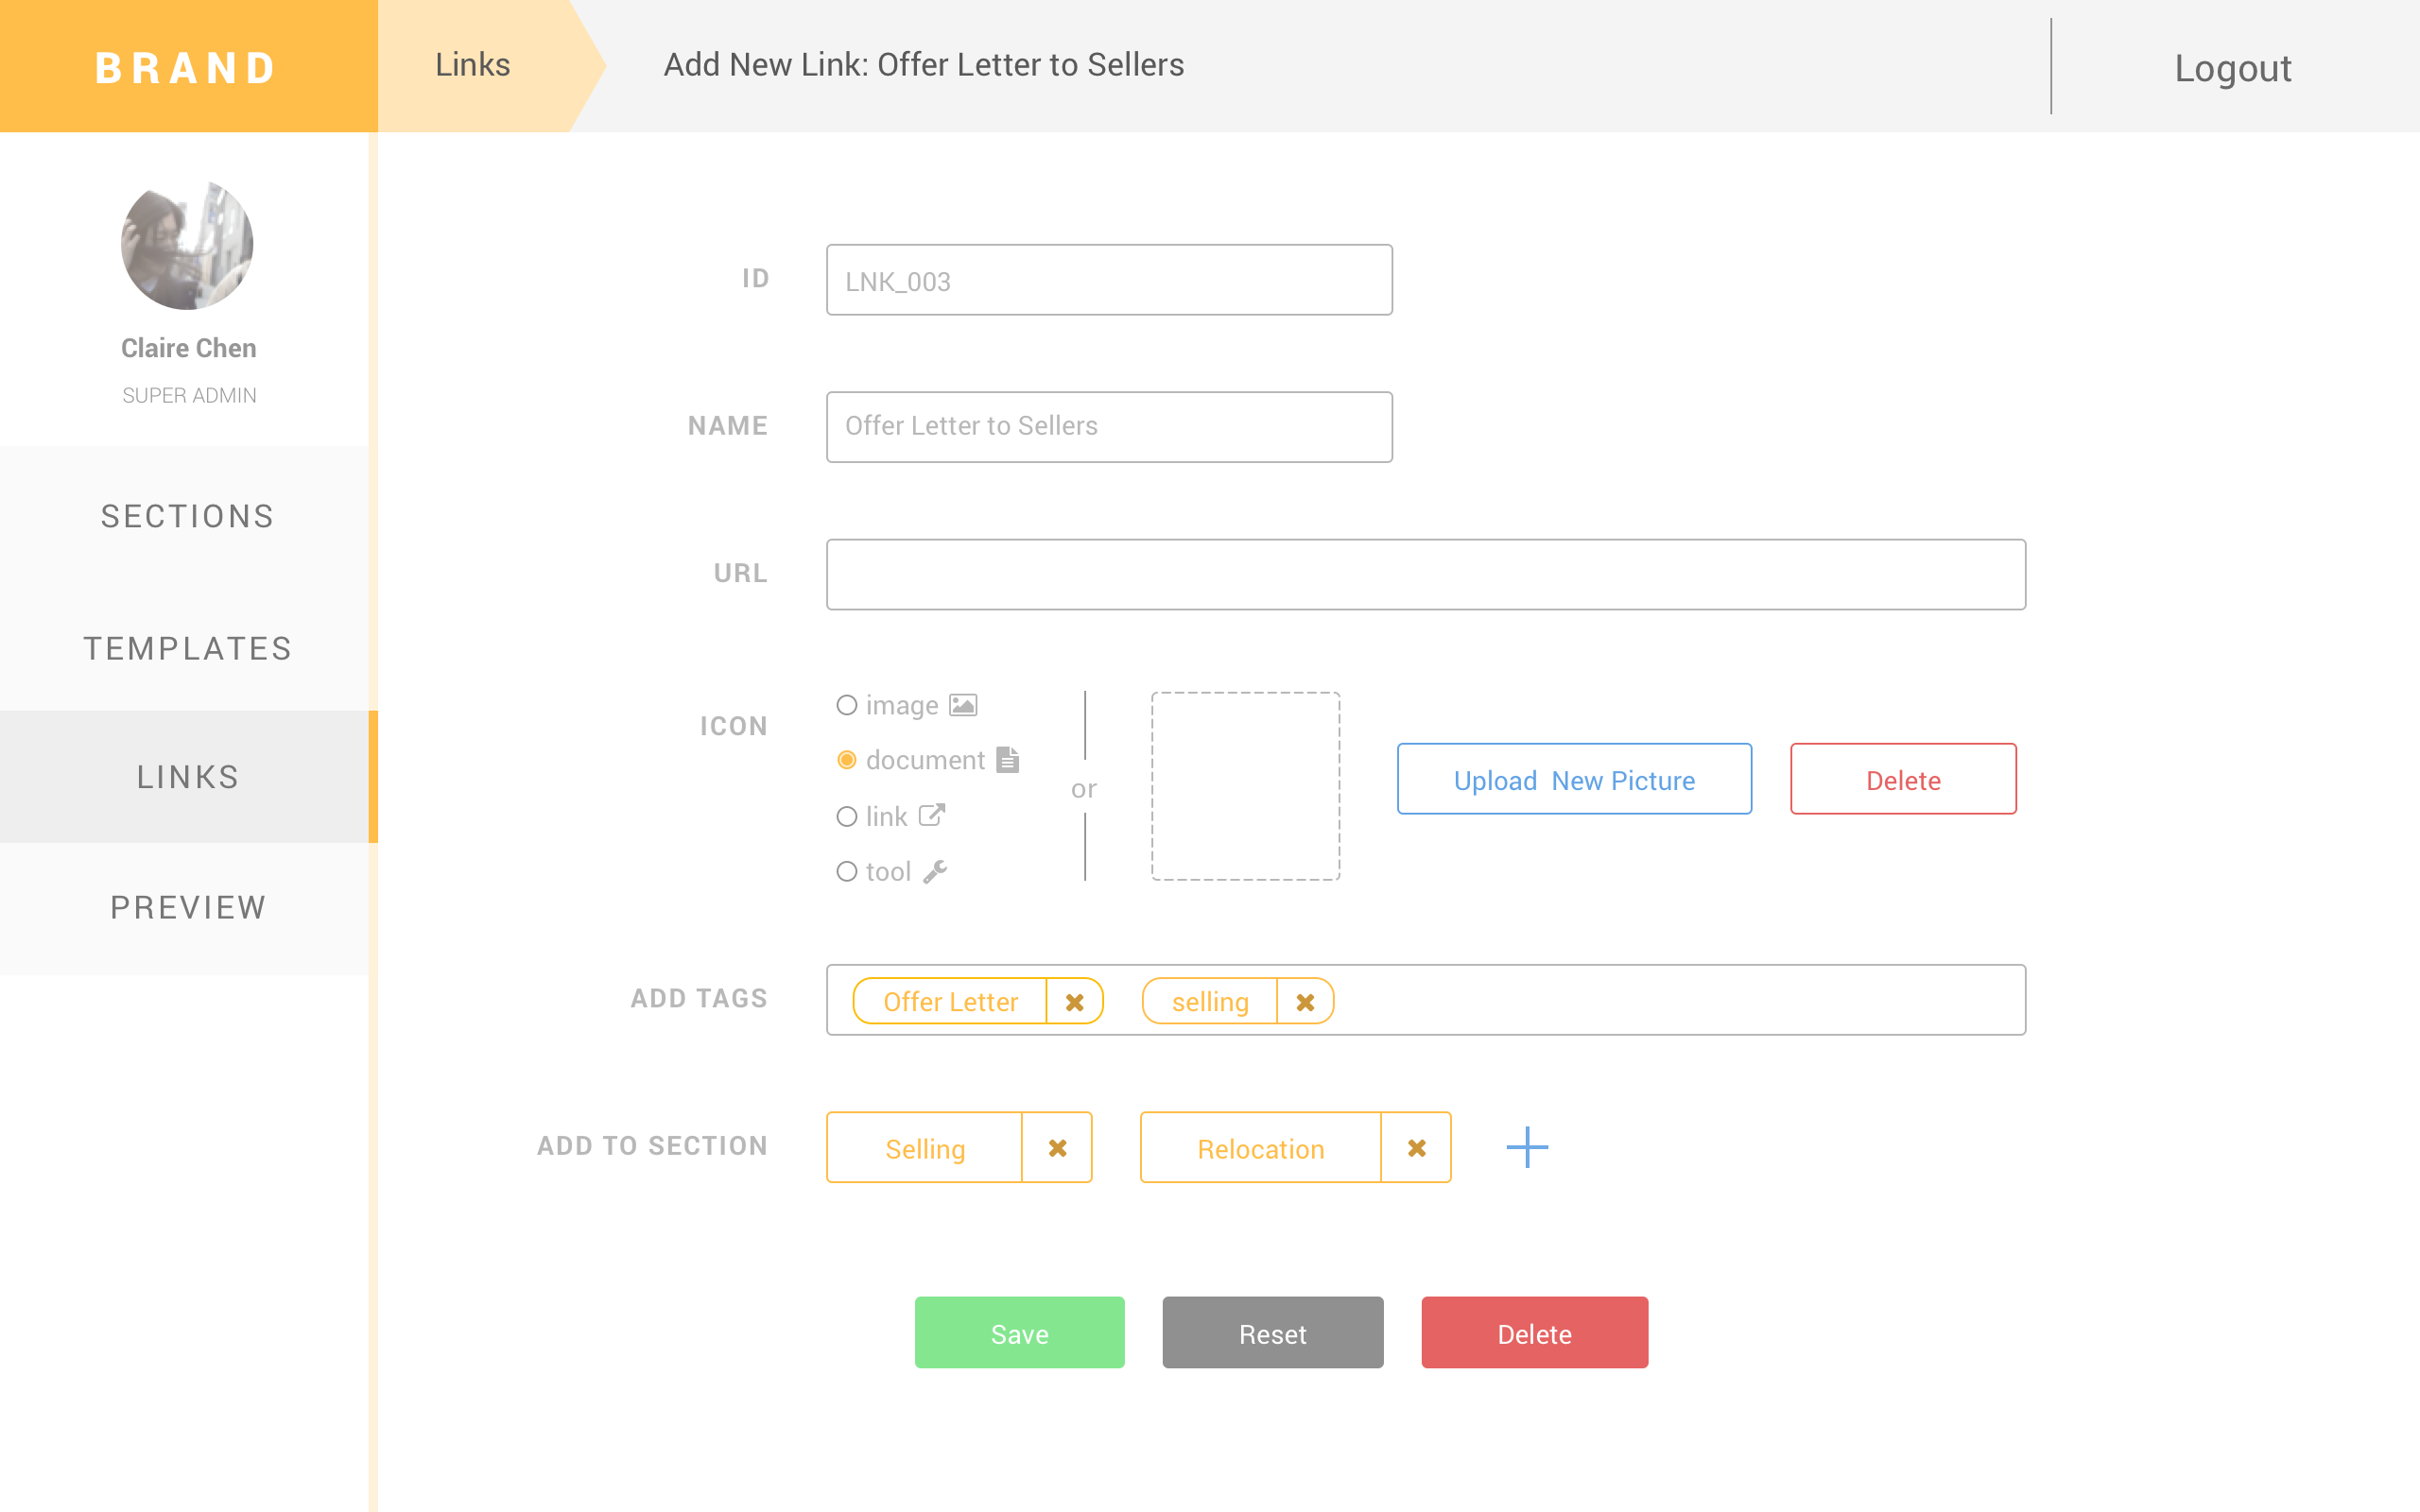 BRAND
Links
Add New Link: Offer Letter to Sellers
Logout
Claire Chen
SUPER ADMIN
SECTIONS
TEMPLATES
LINKS
PREVIEW
ID
LNK_003
NAME
Offer Letter to Sellers
URL
ICON
image
document
link
tool
or
Upload New Picture
Delete
ADD TAGS
Offer Letter
selling
ADD TO SECTION
Selling
Relocation
Save
Reset
Delete